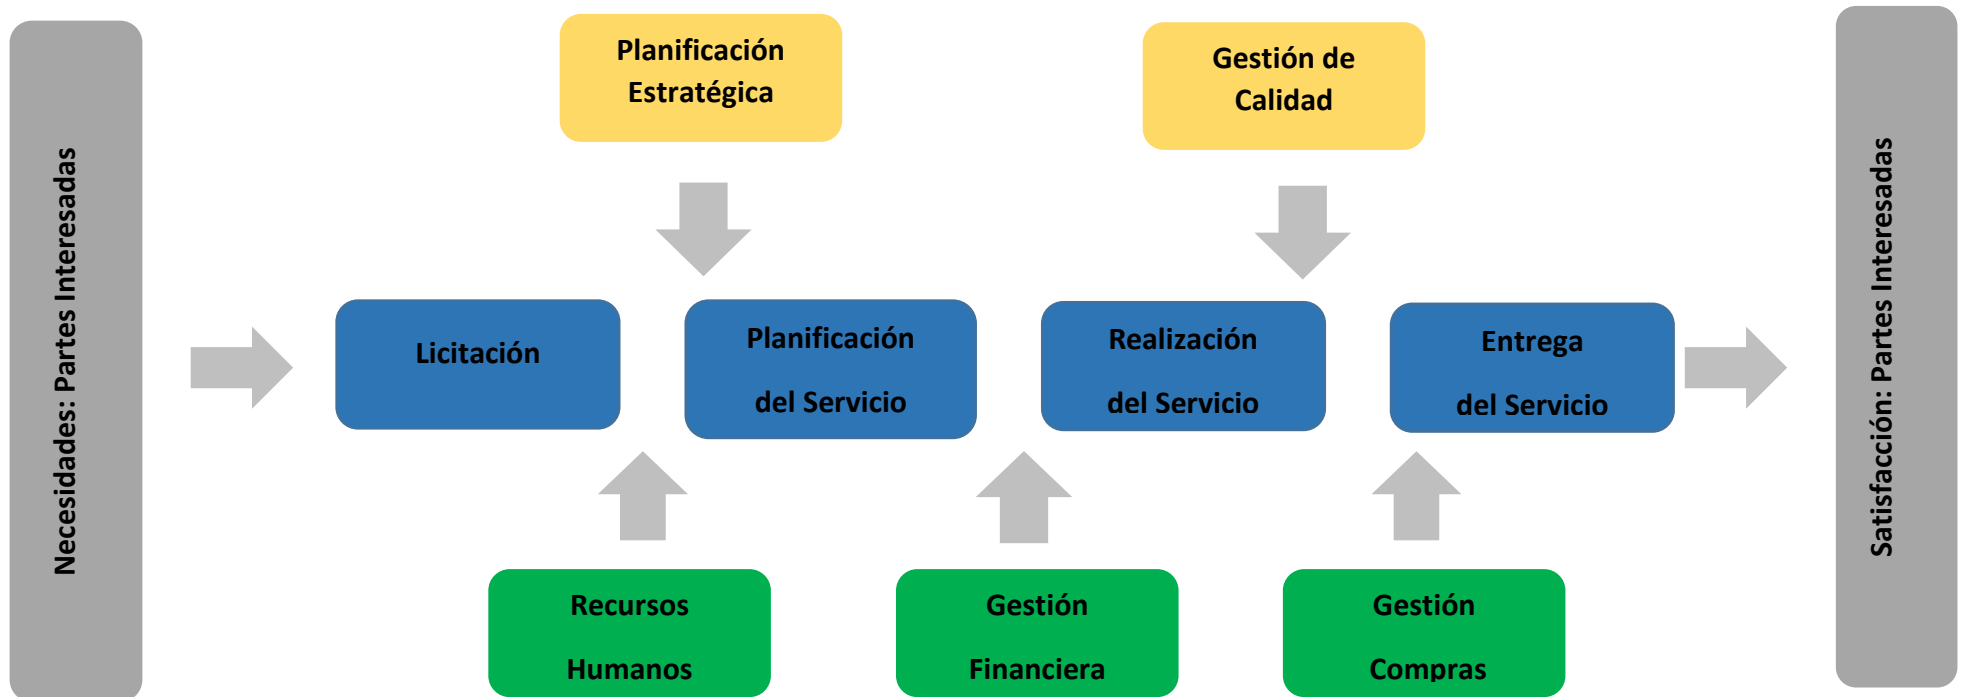 Necesidades: Partes Interesadas
Planificación
Estratégica
Gestión de
Calidad
Licitación
Planificación
del Servicio
Realización
del Servicio
Entrega
del Servicio
Recursos
Humanos
Gestión
Financiera
Gestión
Compras
Satisfacción: Partes Interesadas